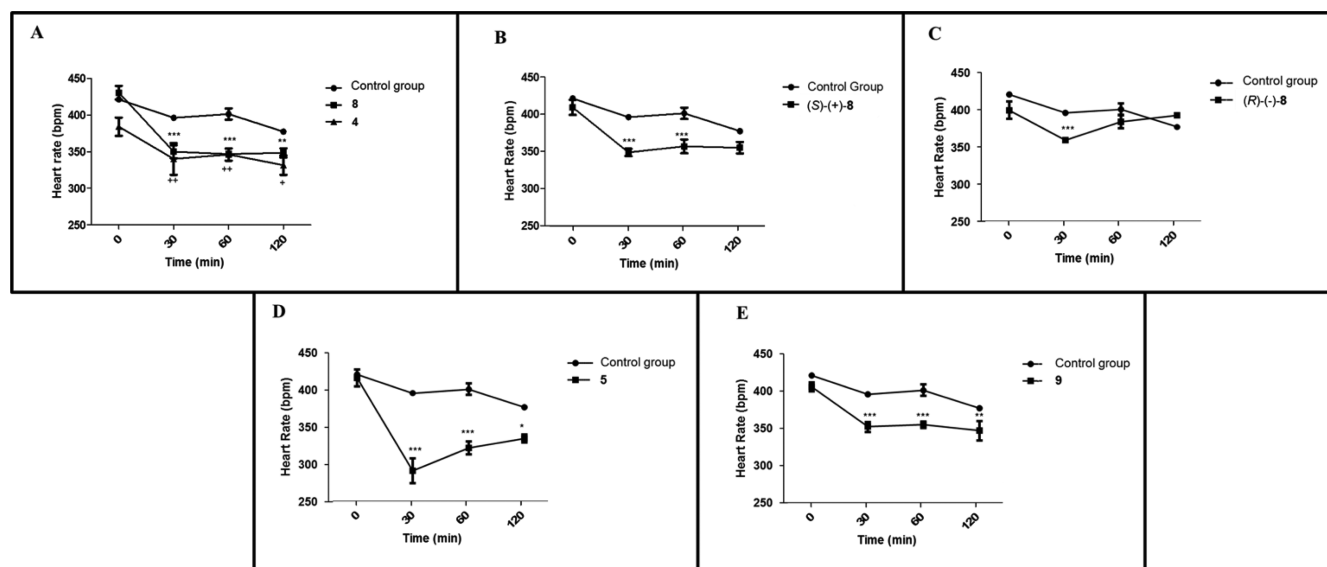 A
Heart rate (bpm)
450
400
350
300
250
***
***
**
++
++
+
0
30
60
120
Time (min)
Control group
8
4
B
Heart Rate (bpm)
450
400
350
300
250
***
***
0
30
60
120
Time (min)
Control Group
(S)-(+)-8
C
Heart Rate (bpm)
450
400
350
300
250
***
0
30
60
120
Time (min)
Control group
(R)-(-)-8
D
Heart Rate (bpm)
450
400
350
300
250
***
***
*
0
30
60
120
Time (min)
Control group
5
E
Heart Rate (bpm)
450
400
350
300
250
***
***
**
0
30
60
120
Time (min)
Control group
9